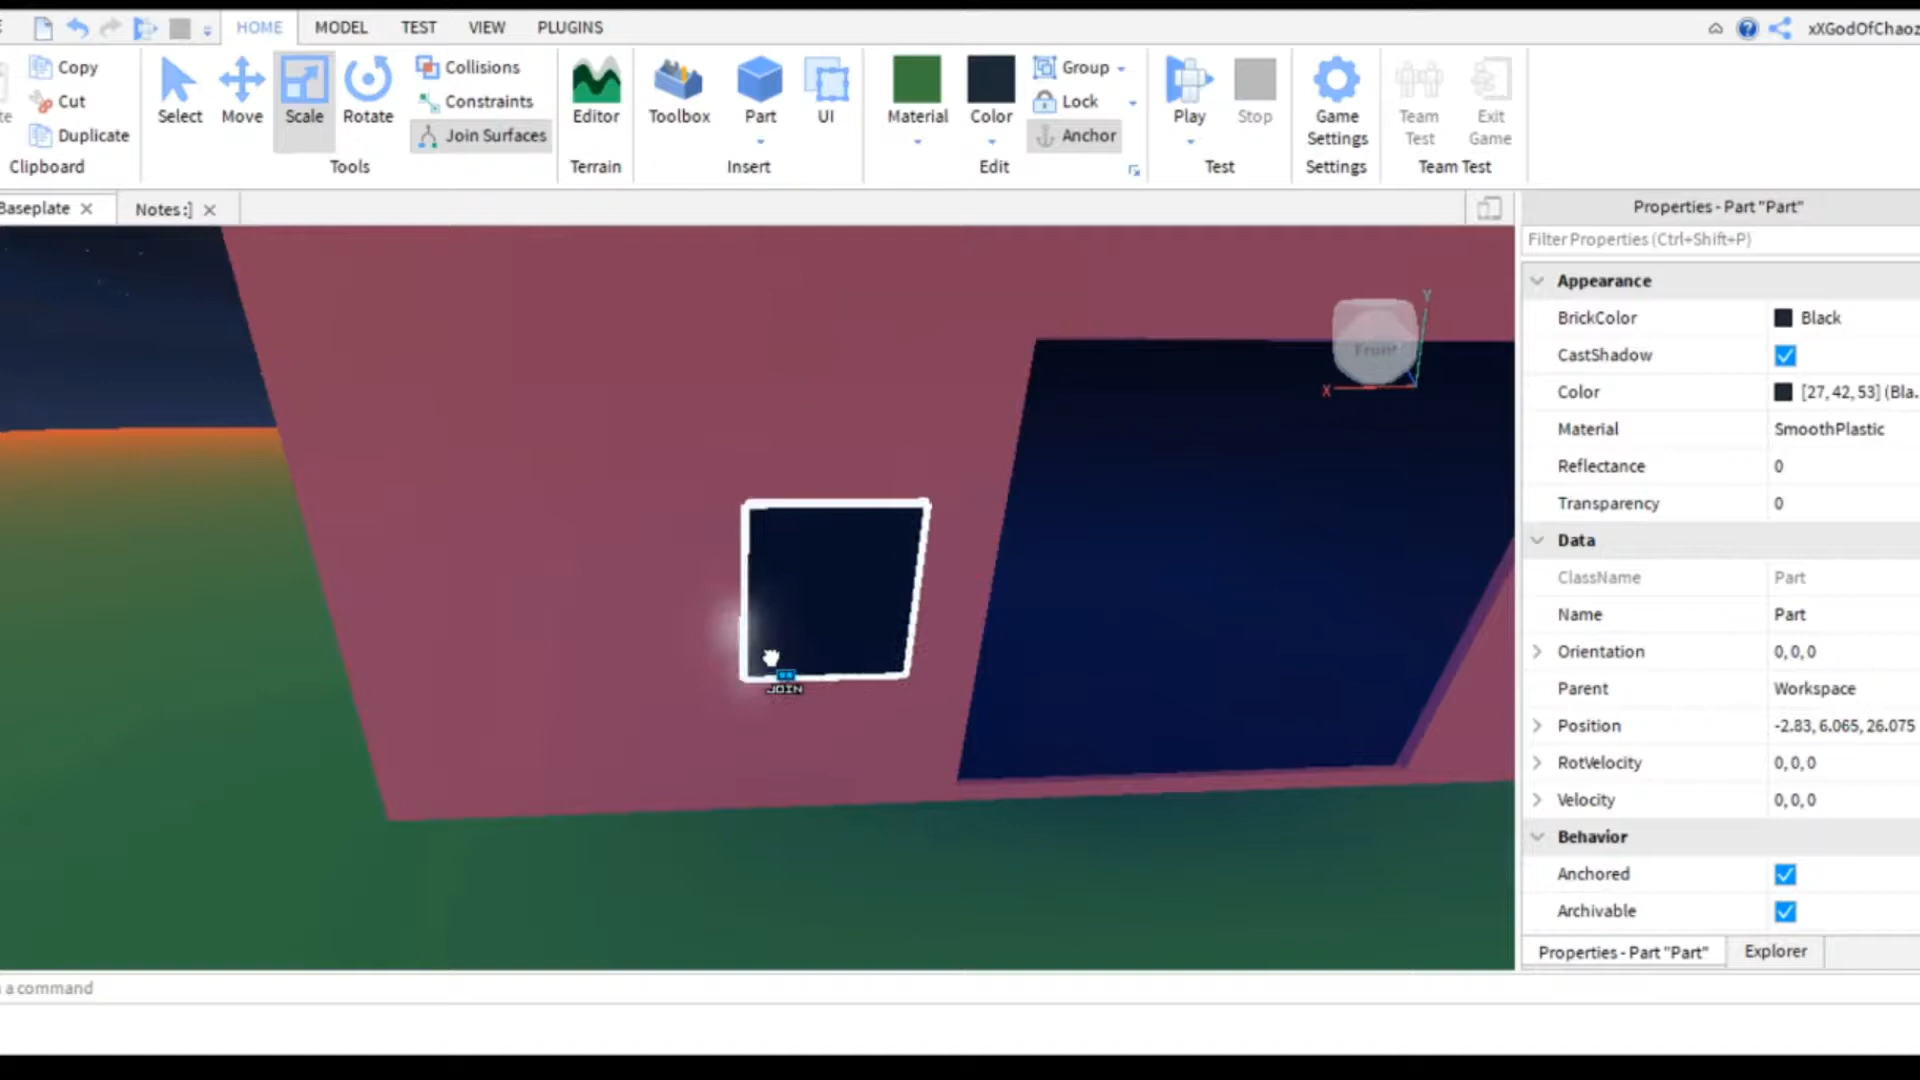 HOME MODEL TEST VIEW PLUGINS xXGodOfChaoz
Copy
Cut
Duplicate
Clipboard
Select Move Scale Rotate
Collisions
Constraints
Join Surfaces
Tools
Editor
Terrain
Toolbox Part UI
Insert
Material Color
Group
Lock
Anchor
Edit
Play Stop
Test
Game Settings
Settings
Team Test
Exit Game
Team Test
Baseplate Notes:]
Y
Front
X
JOIN
Properties - Part "Part"
Filter Properties (Ctrl+Shift+P)
Appearance
BrickColor Black
CastShadow
Color [27, 42, 53] (Bla...
Material SmoothPlastic
Reflectance 0
Transparency 0
Data
ClassName Part
Name Part
Orientation 0, 0, 0
Parent Workspace
Position -2.83, 6.065, 26.075
RotVelocity 0, 0, 0
Velocity 0, 0, 0
Behavior
Anchored
Archivable
Properties - Part "Part" Explorer
a command